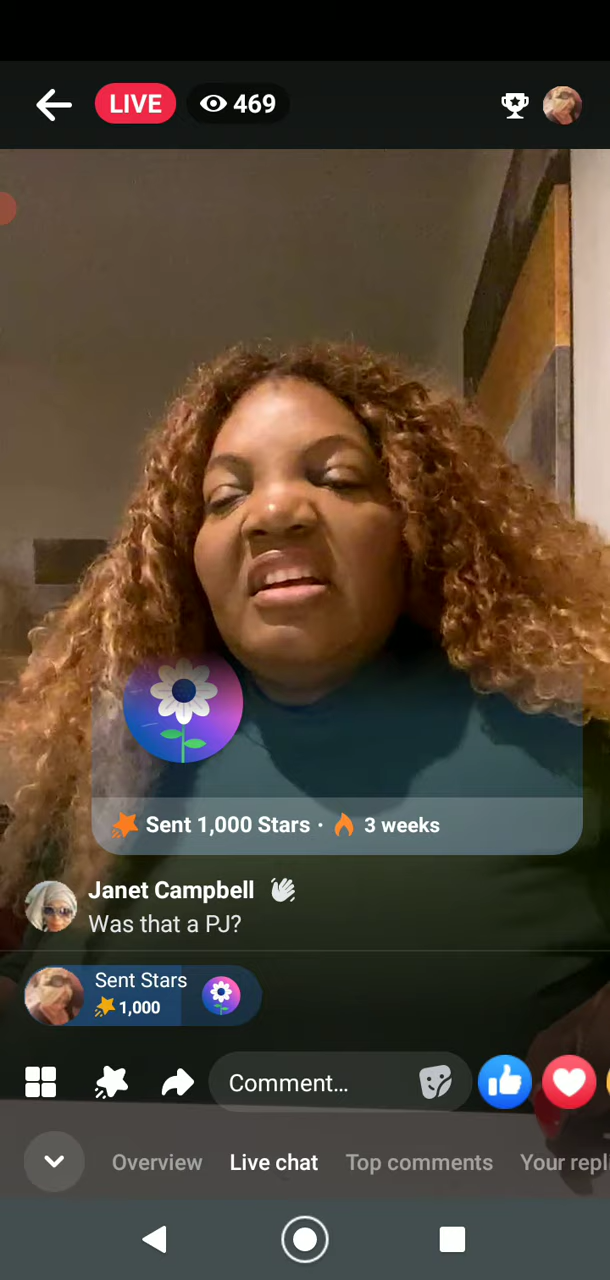 LIVE 469
Sent 1,000 Stars · 3 weeks
Janet Campbell
Was that a PJ?
Sent Stars
1,000
Comment...
Overview Live chat Top comments Your repl